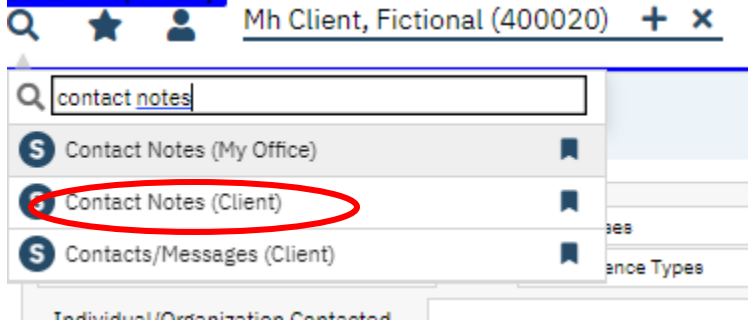 Mh Client, Fictional (400020)
contact notes
S Contact Notes (My Office)
S Contact Notes (Client)
S Contacts/Messages (Client)
Types
Individual/Organization Contacted